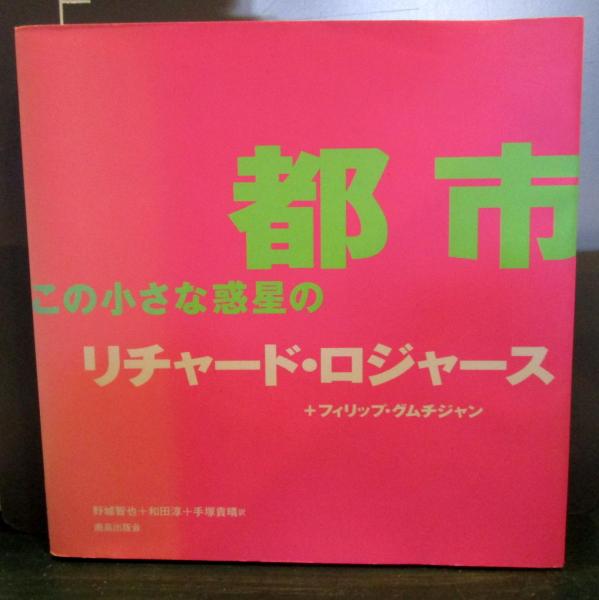 都市
この小さな惑星の
リチャード・ロジャース
＋フィリップ・グムチジャン
野城智也＋和田淳＋手塚貴晴訳
鹿島出版会